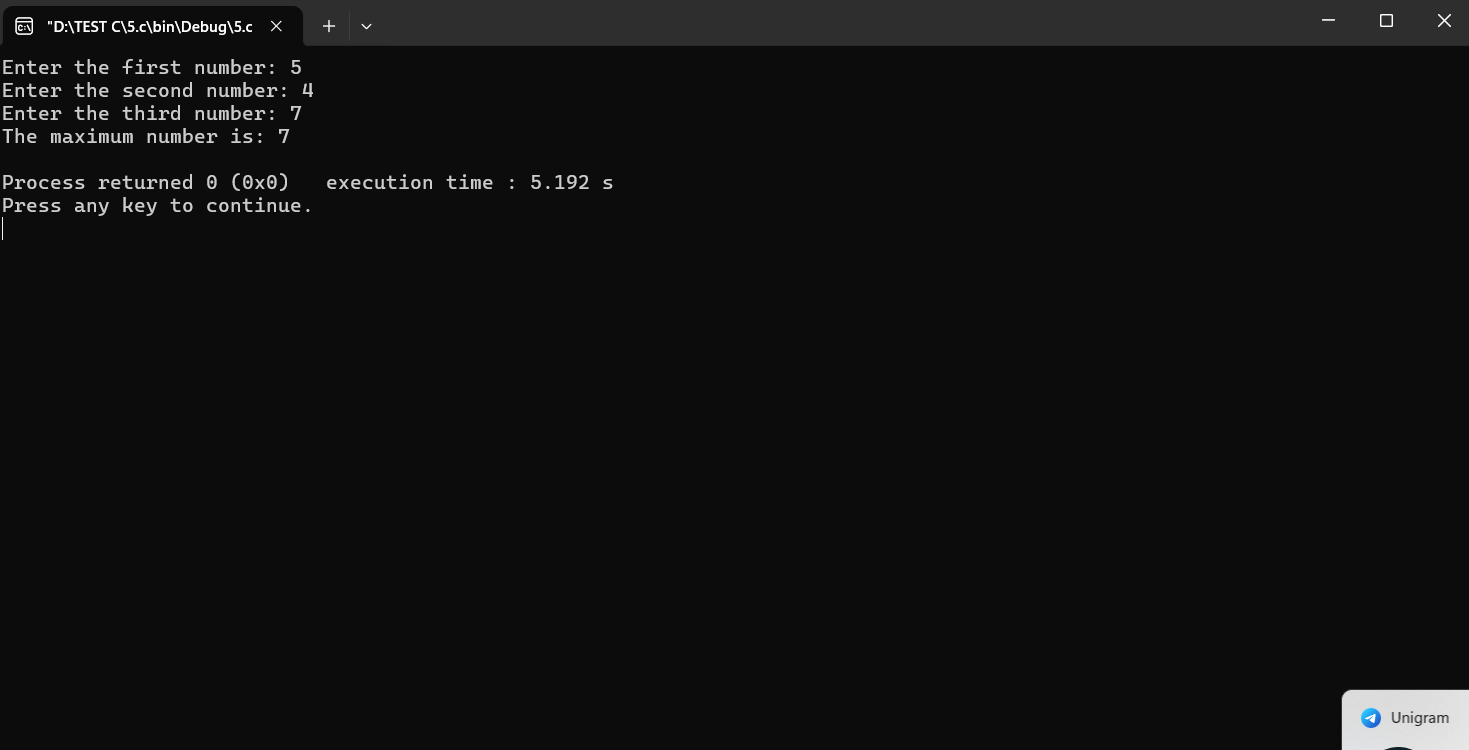 "D:\TEST C\5.c\bin\Debug\5.c
Enter the first number: 5
Enter the second number: 4
Enter the third number: 7
The maximum number is: 7
Process returned 0 (0x0)   execution time : 5.192 s
Press any key to continue.
Unigram